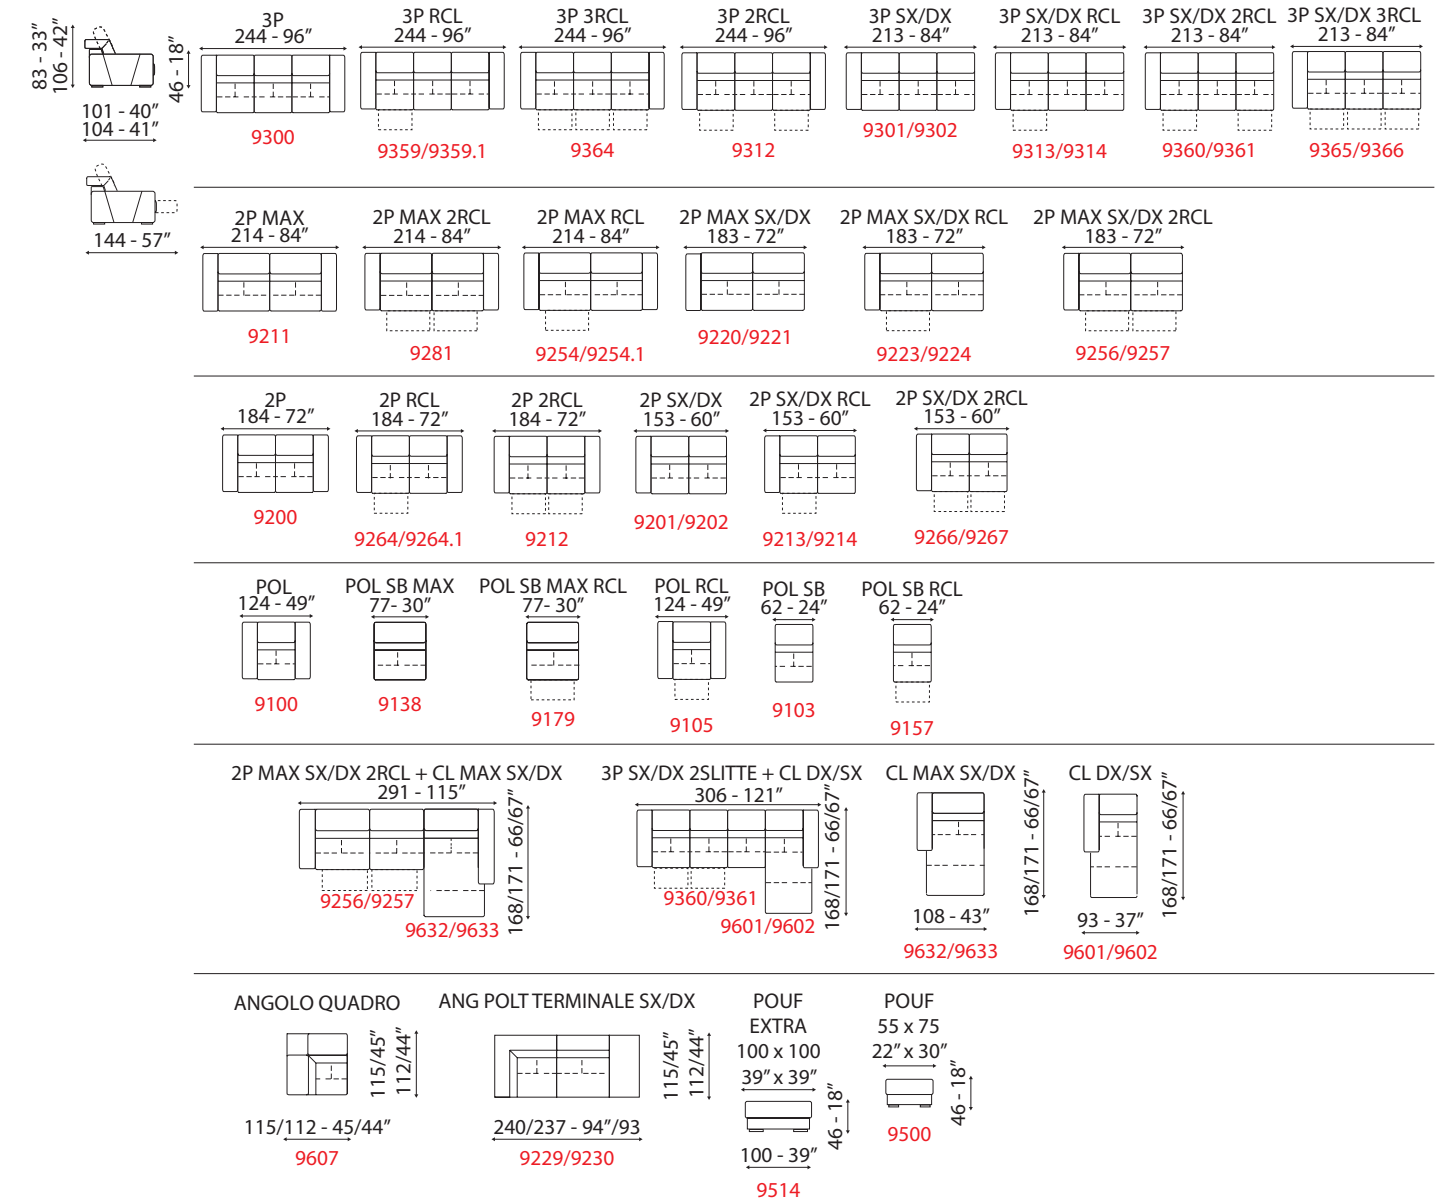 83 - 33”
106 - 42”
46 - 18”
101 - 40”
104 - 41”
144 - 57”
3P
244 - 96”
9300
3P RCL
244 - 96”
9359/9359.1
3P 3RCL
244 - 96”
9364
3P 2RCL
244 - 96”
9312
3P SX/DX
213 - 84”
9301/9302
3P SX/DX RCL
213 - 84”
9313/9314
3P SX/DX 2RCL
213 - 84”
9360/9361
3P SX/DX 3RCL
213 - 84”
9365/9366
2P MAX
214 - 84”
9211
2P MAX 2RCL
214 - 84”
9281
2P MAX RCL
214 - 84”
9254/9254.1
2P MAX SX/DX
183 - 72”
9220/9221
2P MAX SX/DX RCL
183 - 72”
9223/9224
2P MAX SX/DX 2RCL
183 - 72”
9256/9257
2P
184 - 72”
9200
2P RCL
184 - 72”
9264/9264.1
2P 2RCL
184 - 72”
9212
2P SX/DX
153 - 60”
9201/9202
2P SX/DX RCL
153 - 60”
9213/9214
2P SX/DX 2RCL
153 - 60”
9266/9267
POL
124 - 49”
9100
POL SB MAX
77- 30”
9138
POL SB MAX RCL
77- 30”
9179
POL RCL
124 - 49”
9105
POL SB
62 - 24”
9103
POL SB RCL
62 - 24”
9157
2P MAX SX/DX 2RCL + CL MAX SX/DX
291 - 115”
168/171 - 66/67”
9256/9257
9632/9633
3P SX/DX 2SLITTE + CL DX/SX
306 - 121”
168/171 - 66/67”
9360/9361
9601/9602
CL MAX SX/DX
168/171 - 66/67”
108 - 43”
9632/9633
CL DX/SX
168/171 - 66/67”
93 - 37”
9601/9602
ANGOLO QUADRO
115/45”
112/44”
115/112 - 45/44”
9607
ANG POLT TERMINALE SX/DX
115/45”
112/44”
240/237 - 94”/93
9229/9230
POUF
EXTRA
100 x 100
39” x 39”
46 - 18”
100 - 39”
9514
POUF
55 x 75
22” x 30”
46 - 18”
9500